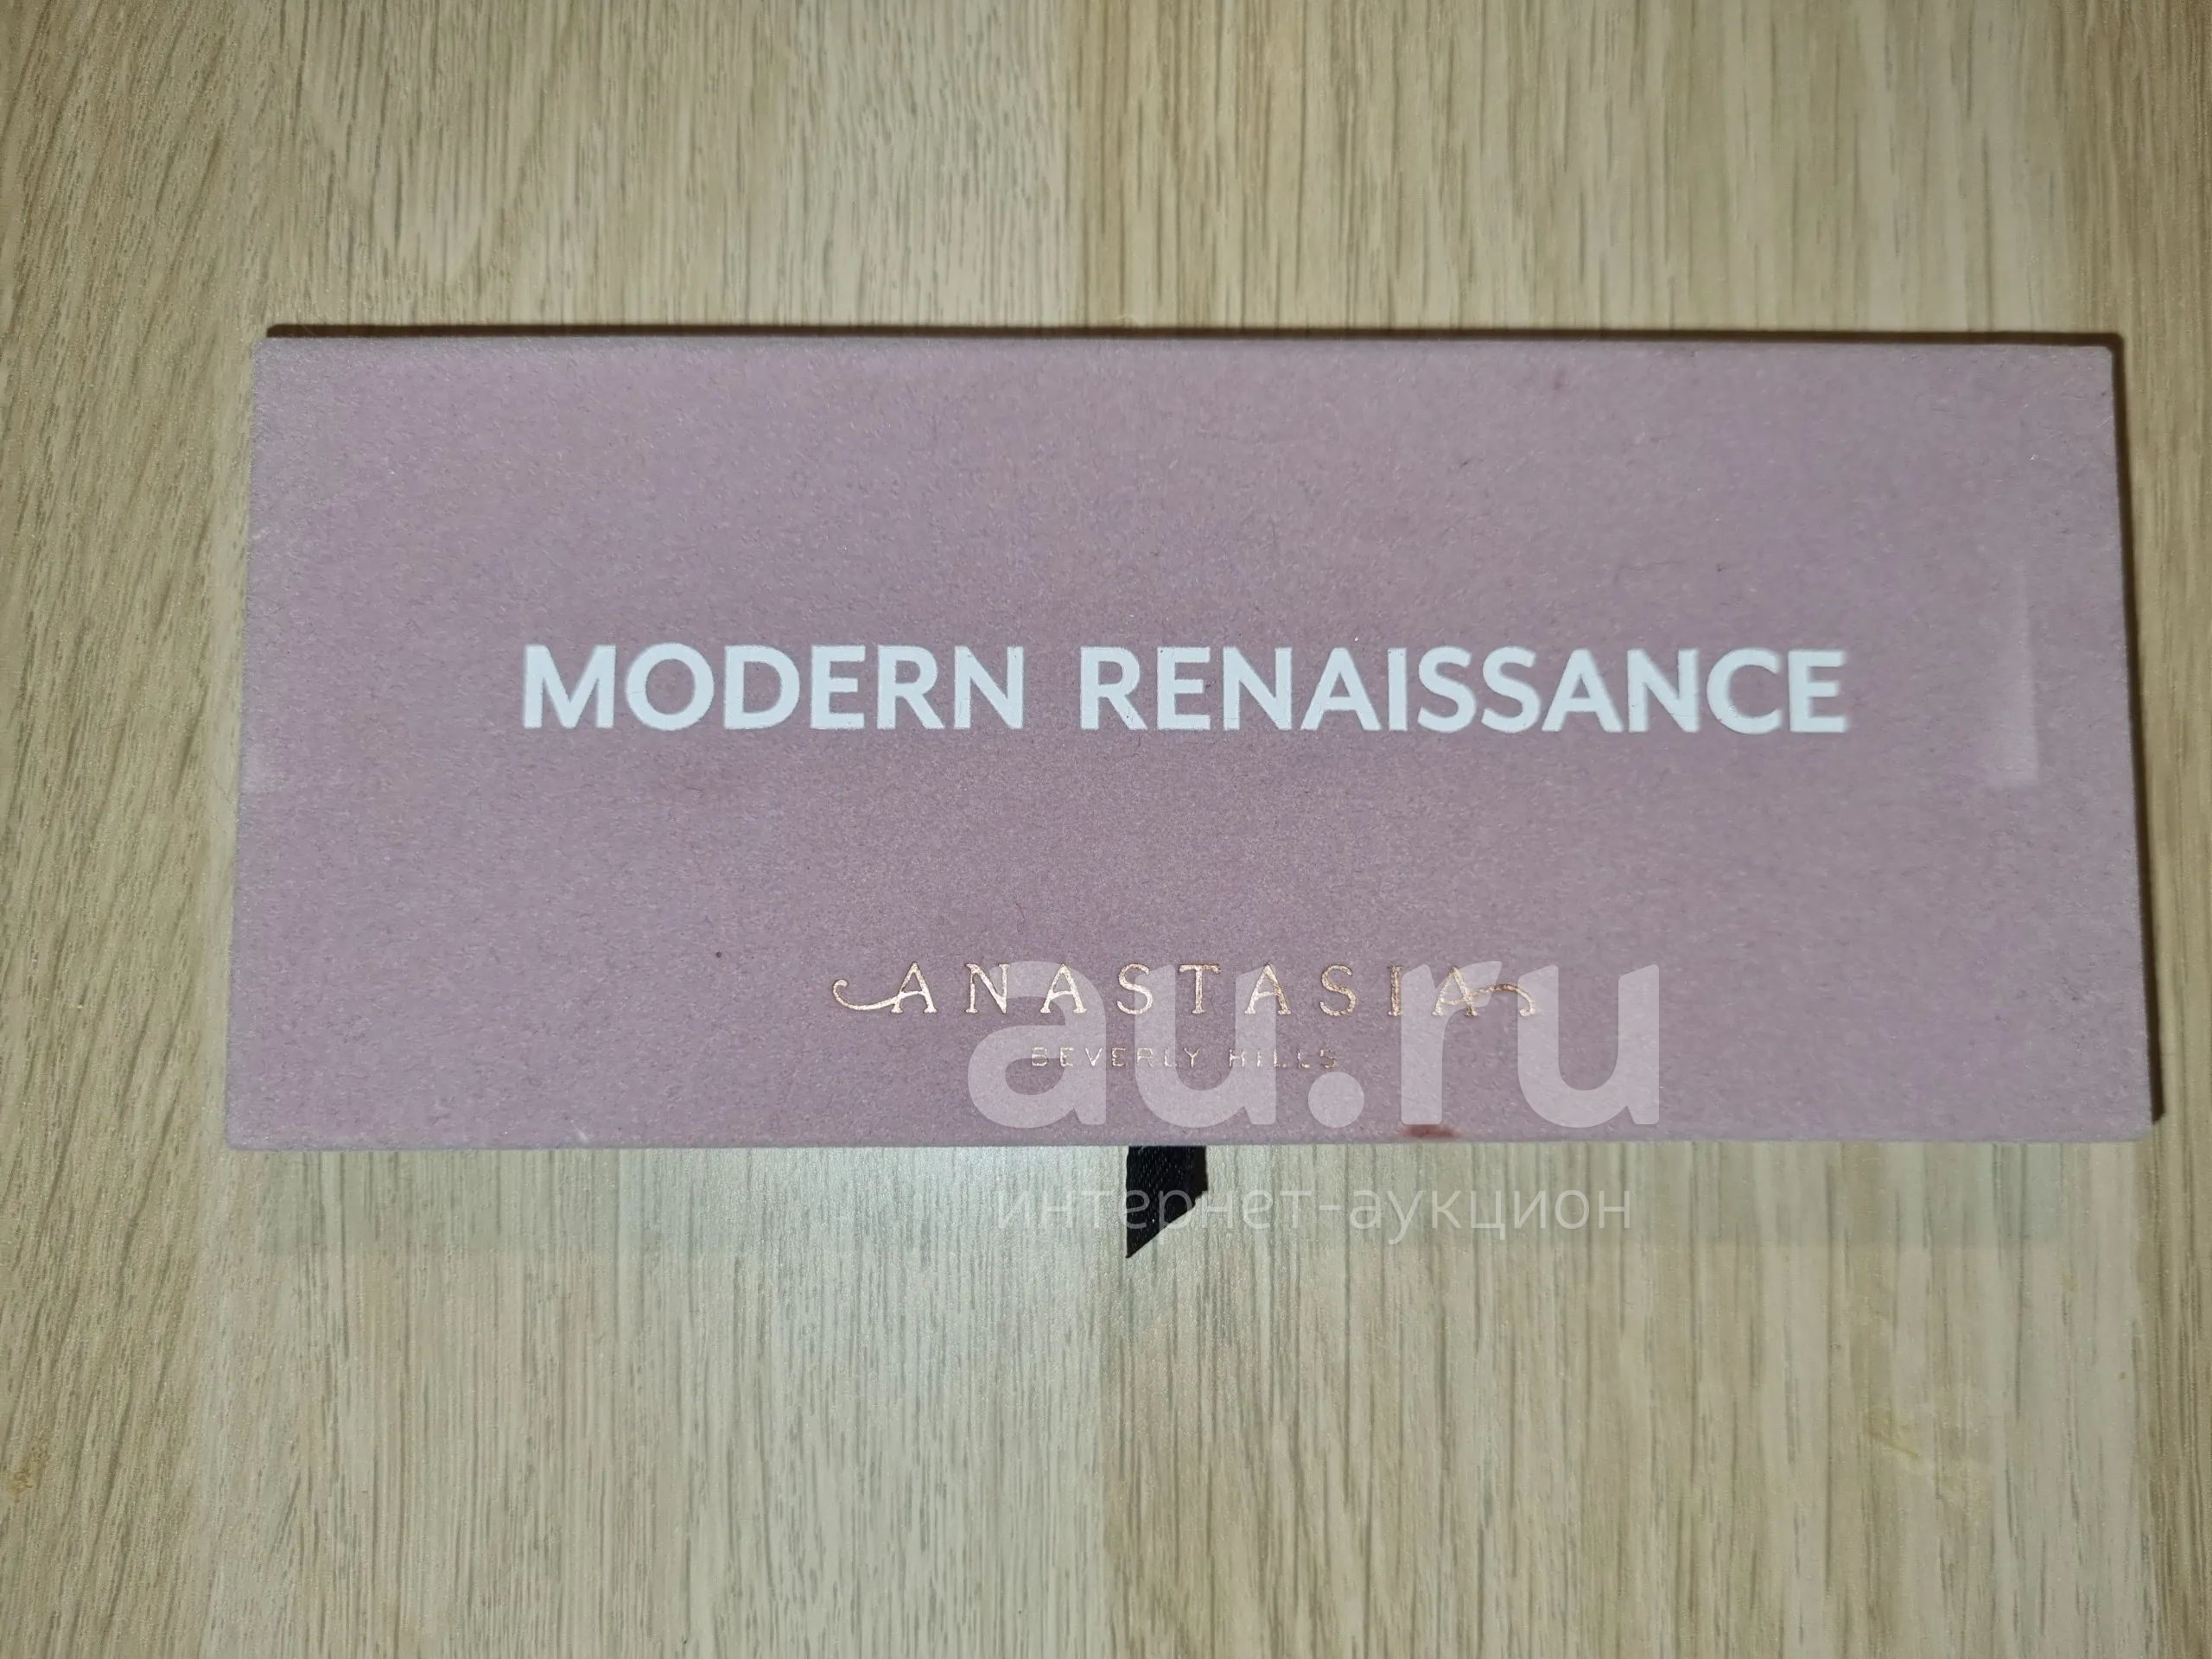 MODERN RENAISSANCE
ANASTASIA
BEVERLY HILLS
au.ru
интернет-аукцион